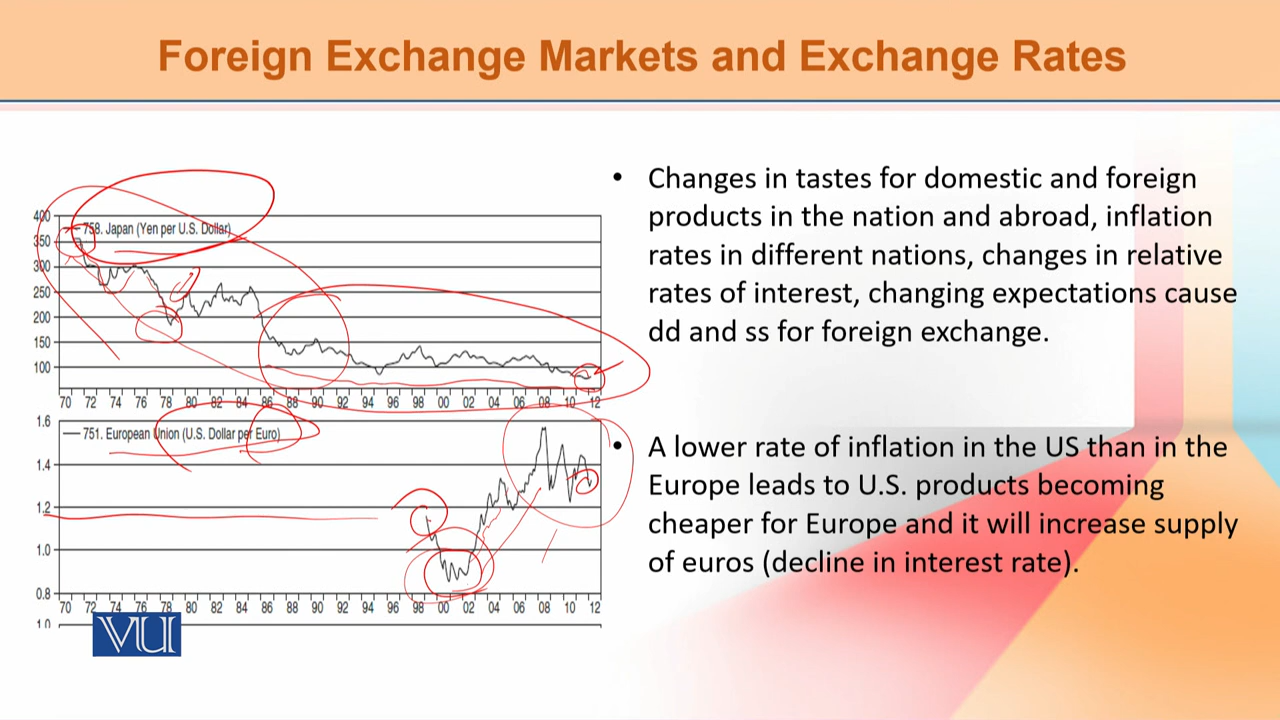 Foreign Exchange Markets and Exchange Rates
400
758. Japan (Yen per U.S. Dollar)
350
300
250
200
150
100
70 72 74 76 78 80 82 84 86 88 90 92 94 96 98 00 02 04 06 08 10 12
1.6
751. European Union (U.S. Dollar per Euro)
1.4
1.2
1.0
0.8
70 72 74 76 78 80 82 84 86 88 90 92 94 96 98 00 02 04 06 08 10 12
1.0
VU
• Changes in tastes for domestic and foreign
products in the nation and abroad, inflation
rates in different nations, changes in relative
rates of interest, changing expectations cause
dd and ss for foreign exchange.
• A lower rate of inflation in the US than in the
Europe leads to U.S. products becoming
cheaper for Europe and it will increase supply
of euros (decline in interest rate).